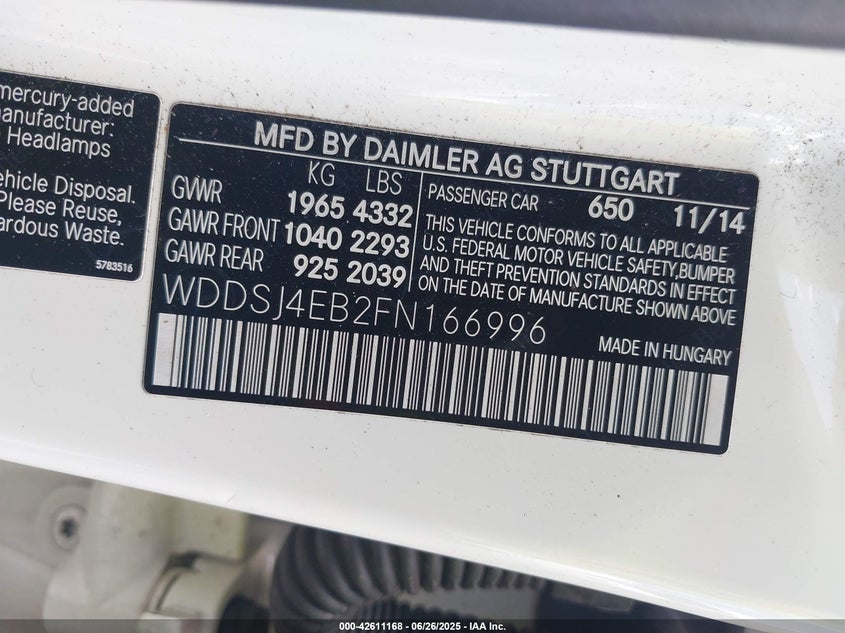 mercury-added
Headlamps
Vehicle Disposal.
Please Reuse,
Hazardous Waste.
5783516
MFD BY DAIMLER AG STUTTGART
KG LBS
GVWR 1965 4332
GAWR FRONT 1040 2293
GAWR REAR 925 2039
PASSENGER CAR 650 11/14
THIS VEHICLE CONFORMS TO ALL APPLICABLE
U.S. FEDERAL MOTOR VEHICLE SAFETY,BUMPER
AND THEFT PREVENTION STANDARDS IN EFFECT
ON THE DATE OF MANUFACTURE SHOWN ABOVE
WDDSJ4EB2FN166996
MADE IN HUNGARY
000-42611168 - 06/26/2025 - IAA Inc.